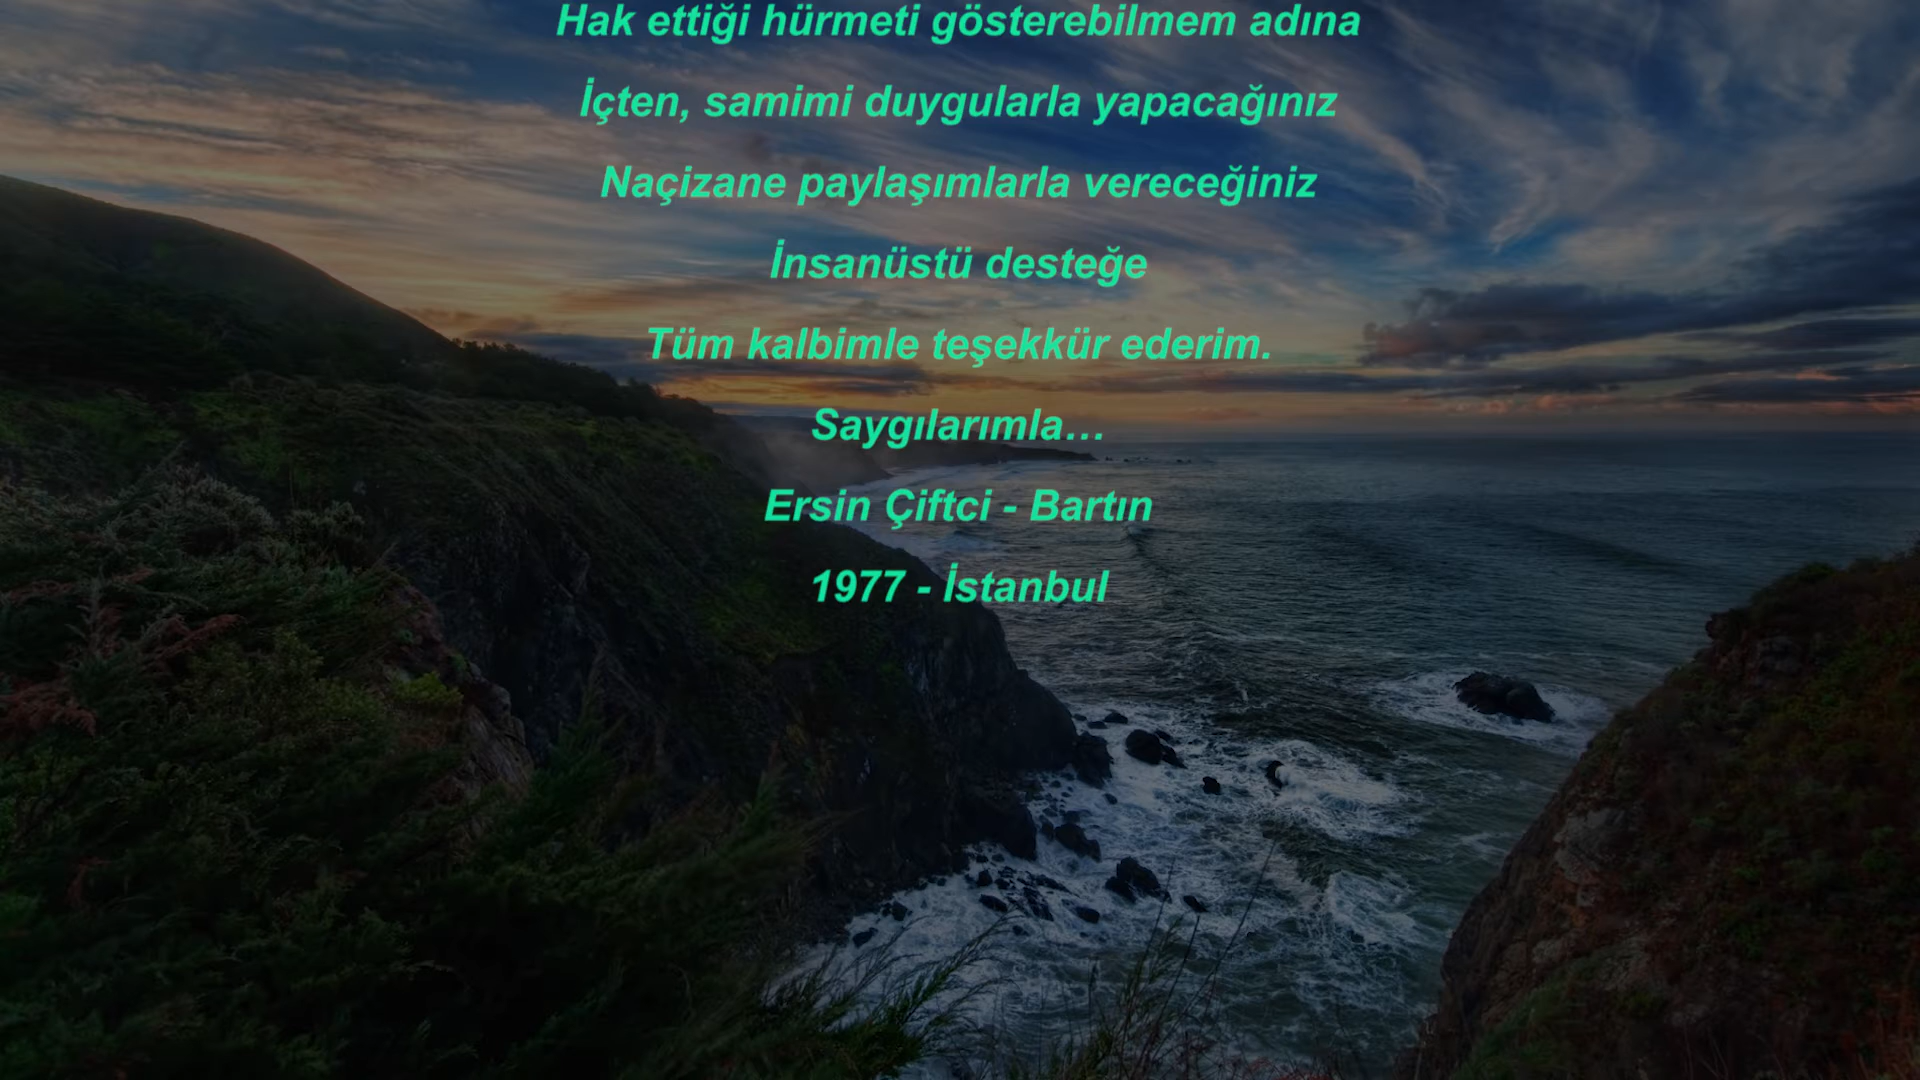 Hak ettiği hürmeti gösterebilmem adına
İçten, samimi duygularla yapacağınız
Naçizane paylaşımlarla vereceğiniz
İnsanüstü desteğe
Tüm kalbimle teşekkür ederim.
Saygılarımla…
Ersin Çiftci - Bartın
1977 - İstanbul